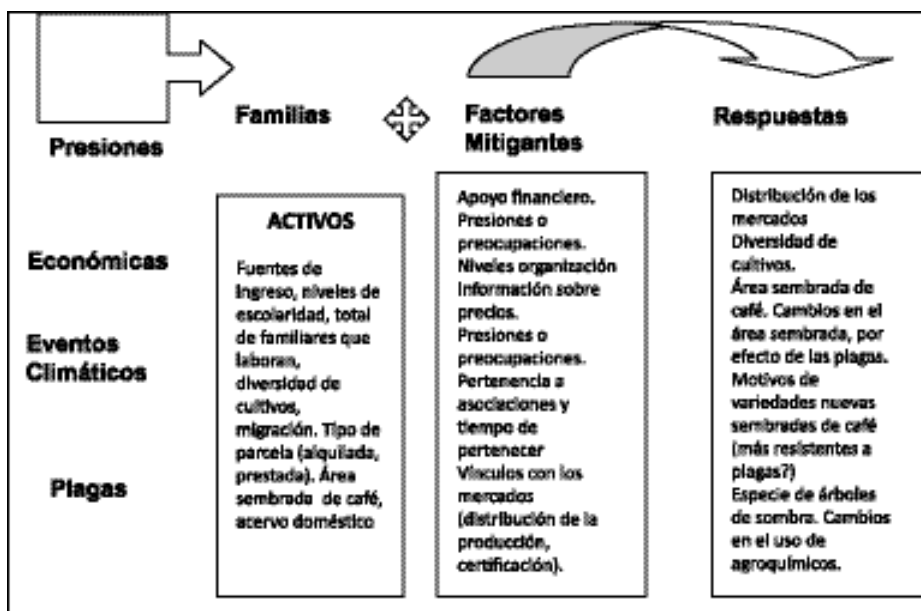 Presiones
Familias
Factores
Mitigantes
Respuestas
Económicas
Eventos
Climáticos
Plagas
ACTIVOS
Fuentes de
ingreso, niveles de
escolaridad, total
de familiares que
laboran,
diversidad de
cultivos,
migración. Tipo de
parcela (alquilada,
prestada). Área
sembrada de café,
acervo doméstico
Apoyo financiero.
Presiones o
preocupaciones.
Niveles organización
Información sobre
precios.
Presiones o
preocupaciones.
Pertenencia a
asociaciones y
tiempo de
pertenecer
Vínculos con los
mercados
(distribución de la
producción,
certificación).
Distribución de los
mercados
Diversidad de
cultivos.
Área sembrada de
café. Cambios en el
área sembrada, por
efecto de las plagas.
Motivos de
variedades nuevas
sembradas de café
(más resistentes a
plagas?)
Especie de árboles
de sombra. Cambios
en el uso de
agroquímicos.